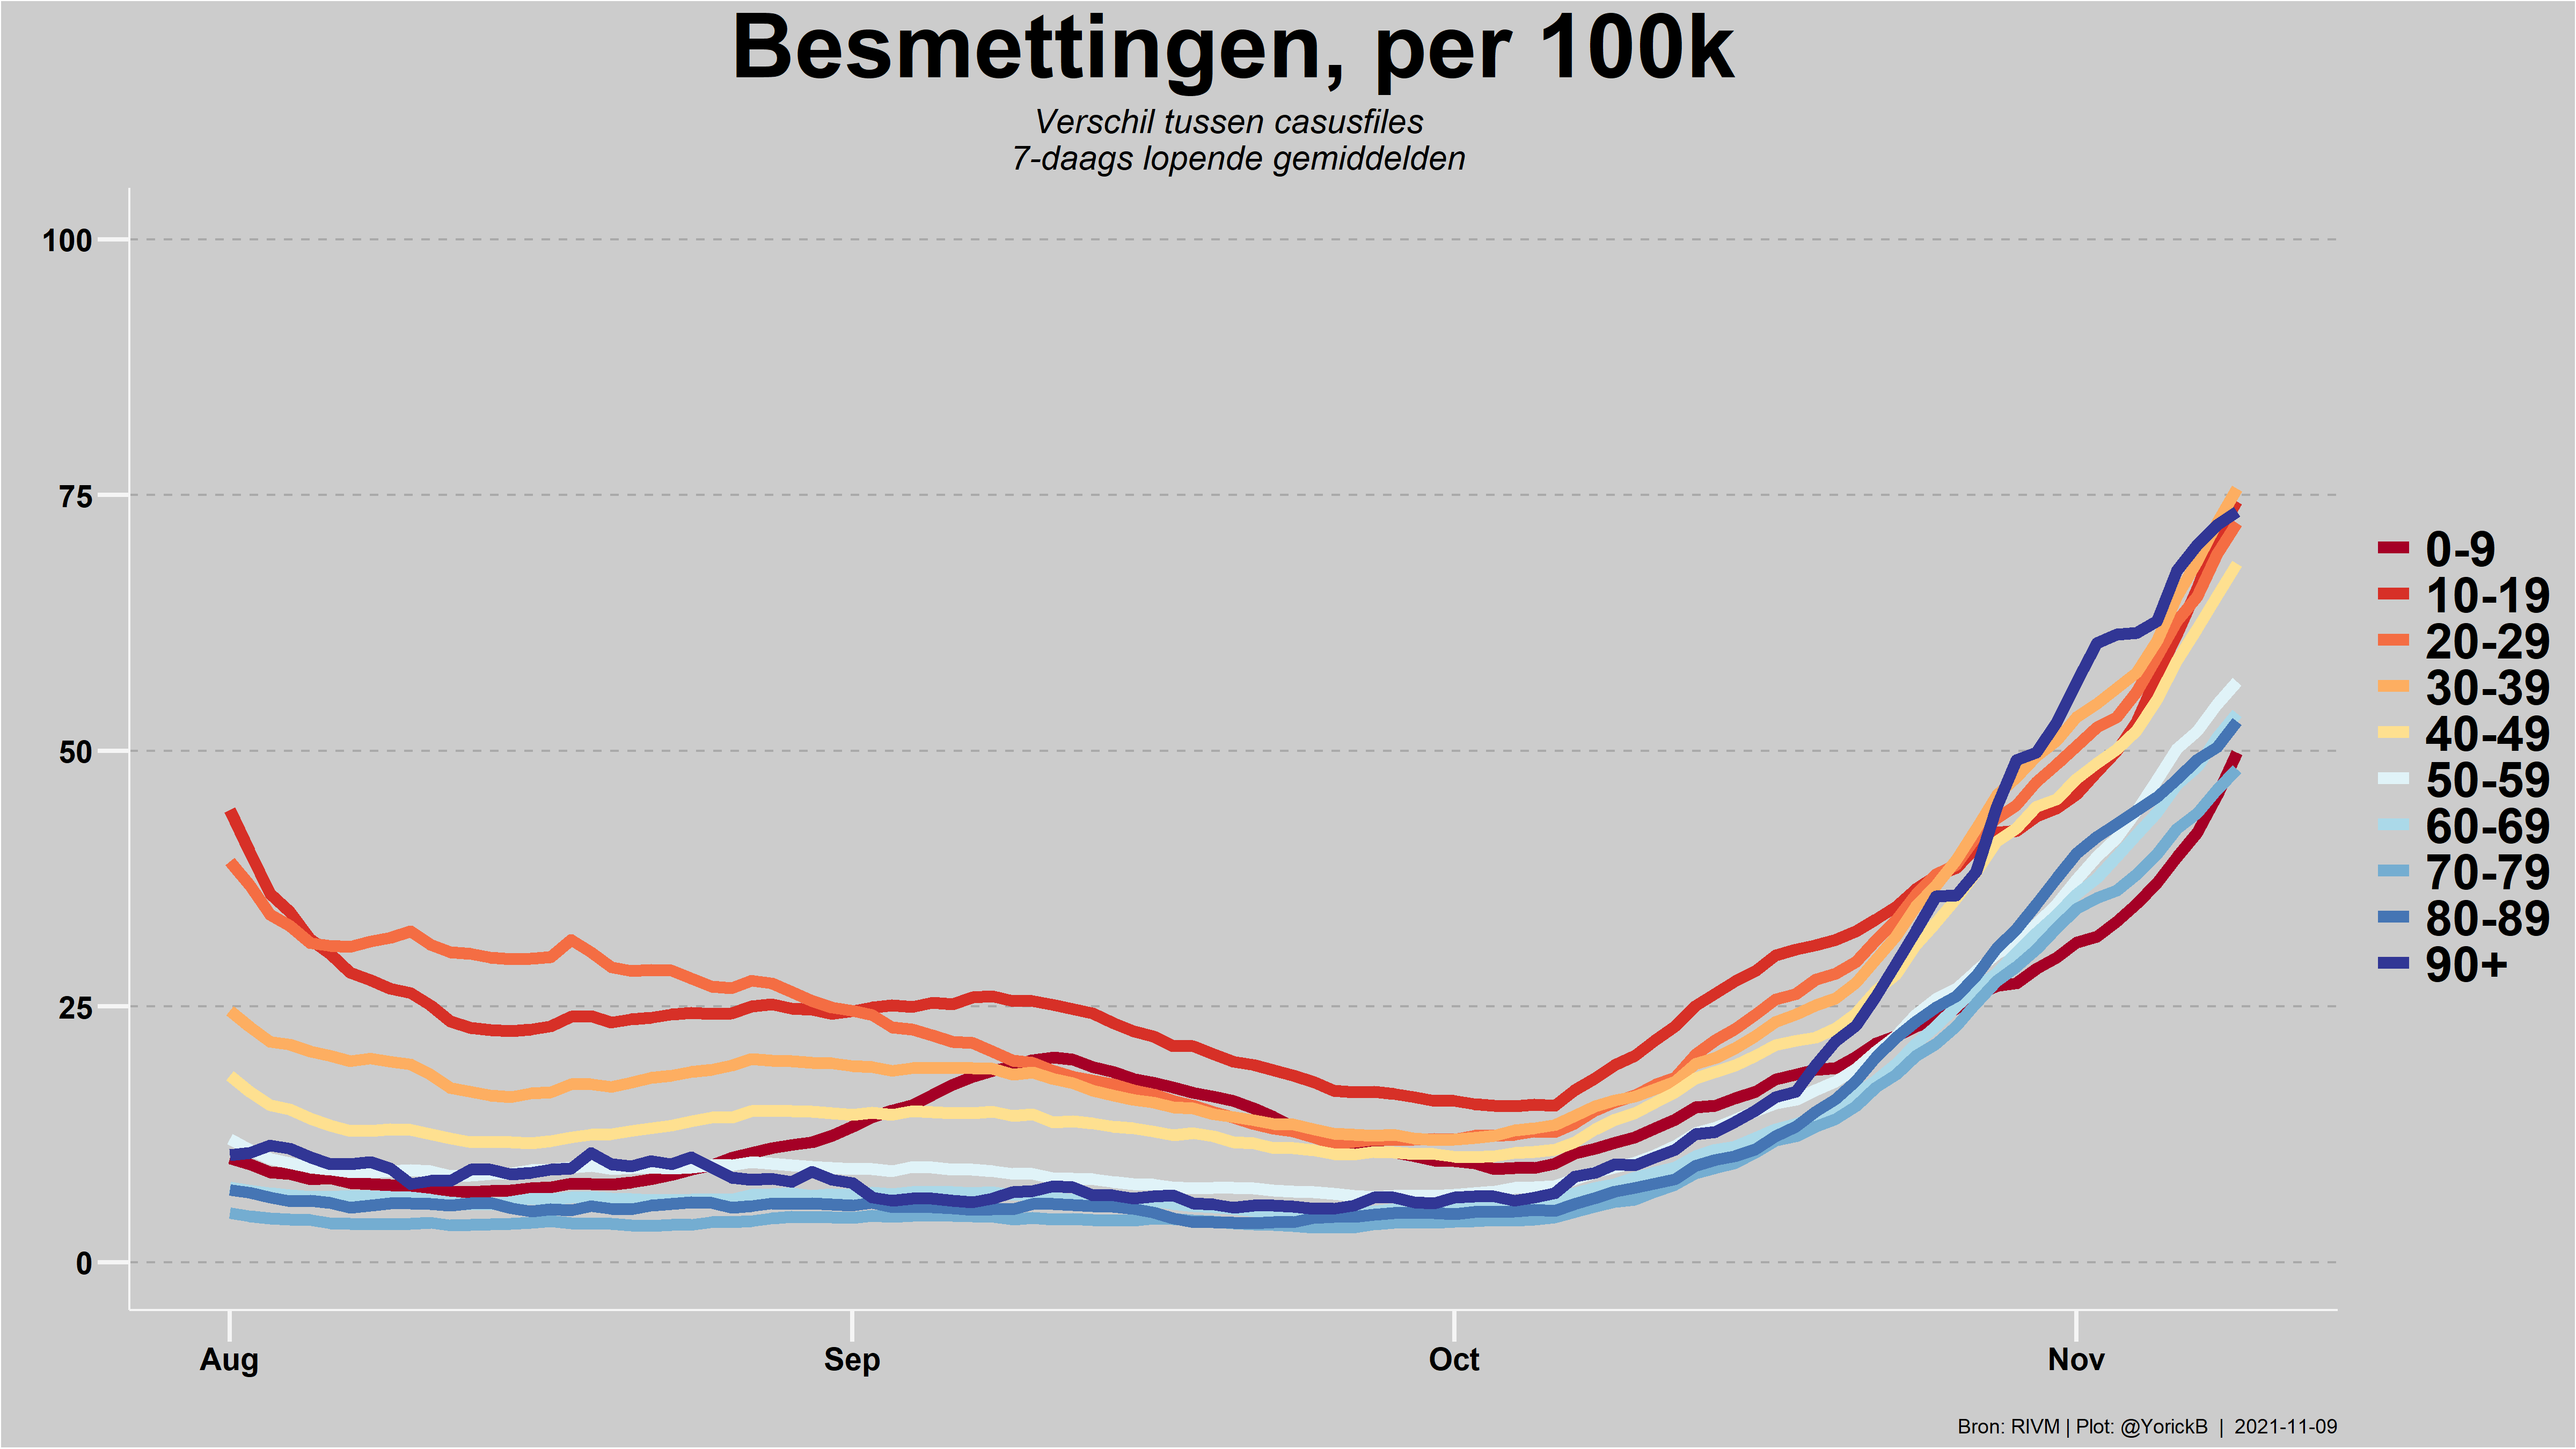 Besmettingen, per 100k
Verschil tussen casusfiles
7-daags lopende gemiddelden
100
75
50
25
0
Aug
Sep
Oct
Nov
0-9
10-19
20-29
30-39
40-49
50-59
60-69
70-79
80-89
90+
Bron: RIVM | Plot: @YorickB | 2021-11-09